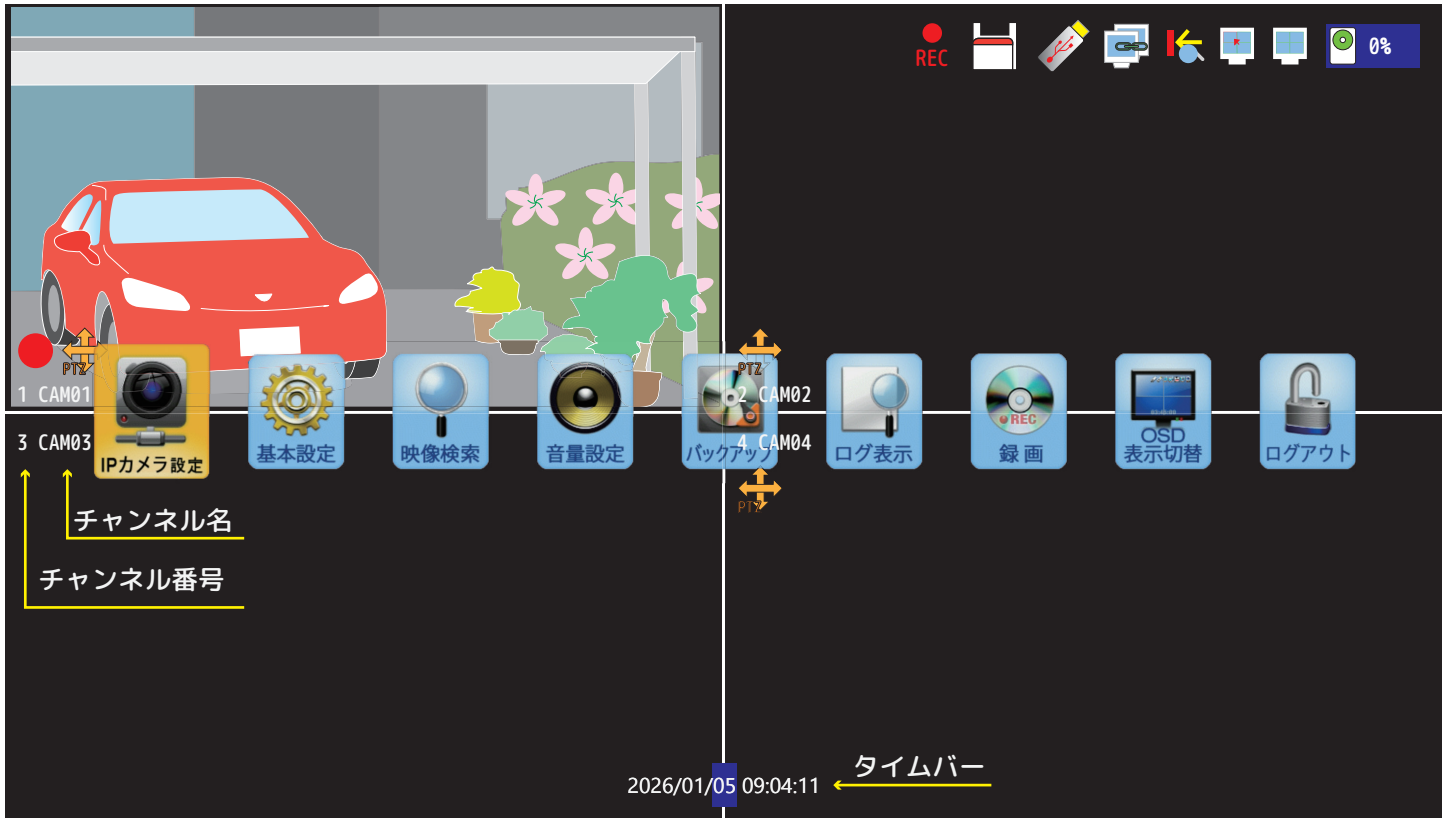 REC
0%
PTZ
PTZ
1 CAM01
2 CAM02
3 CAM03
4 CAM04
IPカメラ設定
基本設定
映像検索
音量設定
バックアップ
ログ表示
REC
録画
OSD
表示切替
ログアウト
PTZ
チャンネル名
チャンネル番号
タイムバー
2026/01/05 09:04:11